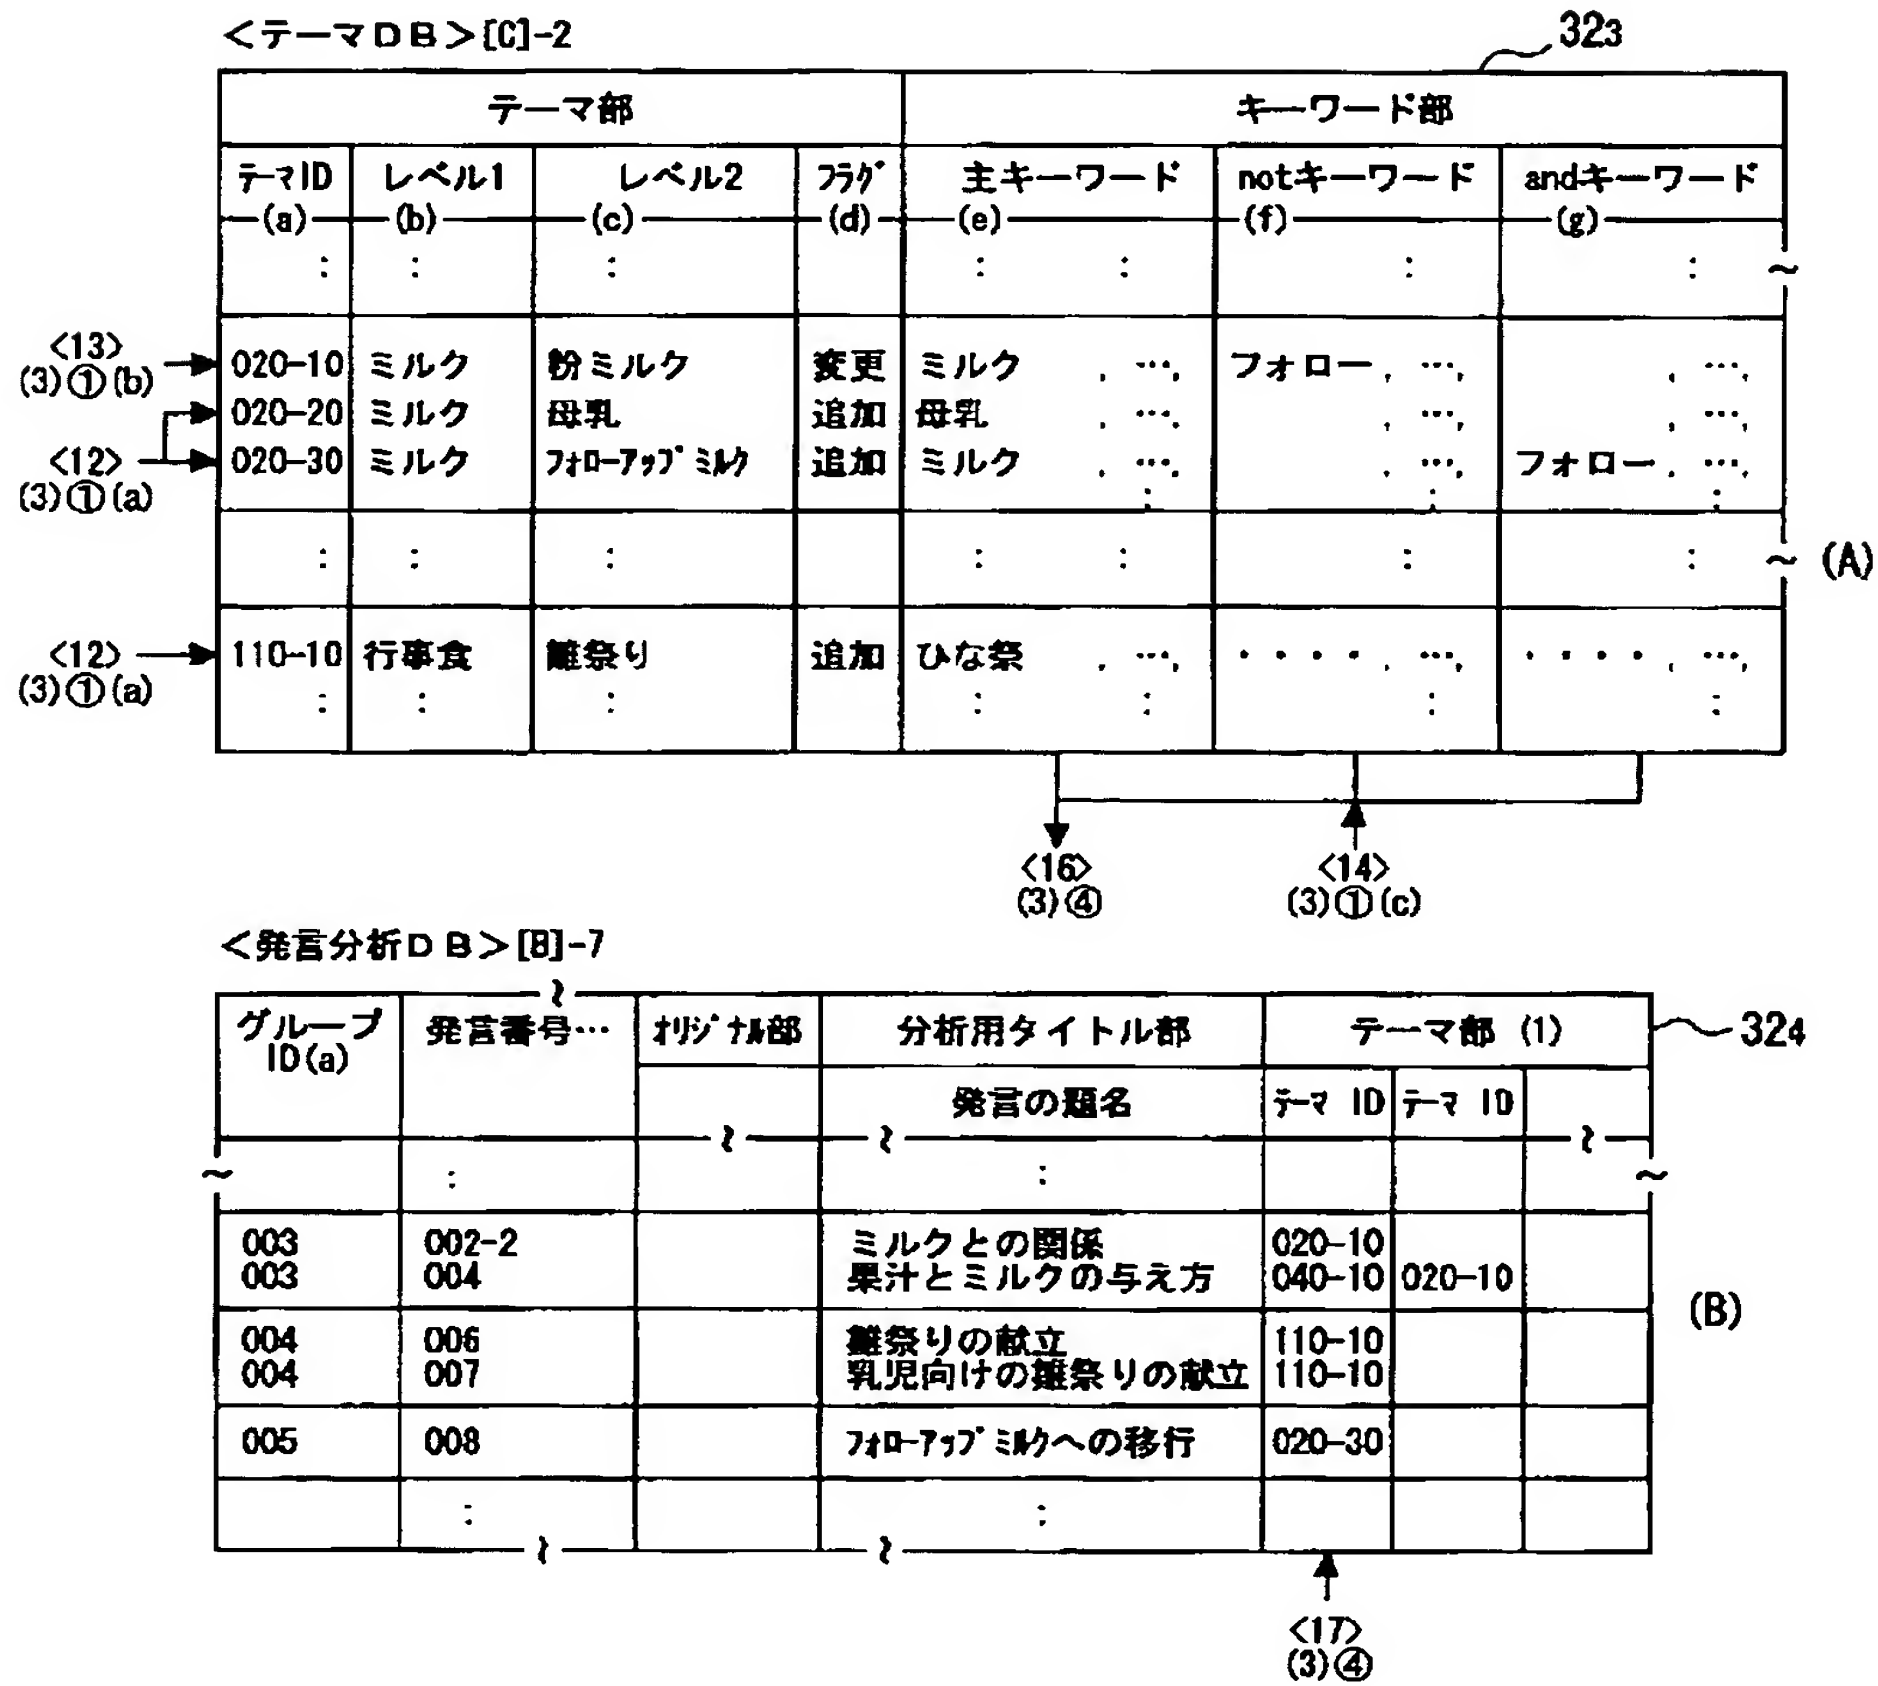 ＜テーマＤＢ＞[C]-2
32₃
テーマ部 キーワード部
ﾃｰﾏID レベル1 レベル2 ﾌﾗｸﾞ 主キーワード notキーワード andキーワード
(a) (b) (c) (d) (e) (f) (g)
: : : : : : :
<13> 020-10 ミルク 粉ミルク 変更 ミルク , …, フォロー, …, , …,
(3)①(b)
020-20 ミルク 母乳 追加 母乳 , …, , …, , …,
<12> 020-30 ミルク ﾌｫﾛｰｱｯﾌﾟﾐﾙｸ 追加 ミルク , …, , …, フォロー, …,
(3)①(a) : : :
: : : : : : :
(A)
<12> 110-10 行事食 雛祭り 追加 ひな祭 , …, ・・・・, …, ・・・・, …,
(3)①(a) : : : : : : :
<16> <14>
(3)④ (3)①(c)
＜発言分析ＤＢ＞[B]-7
グループ 発言番号… ｵﾘｼﾞﾅﾙ部 分析用タイトル部 テーマ部 (1) 32₄
ID(a)
発言の題名 ﾃｰﾏ ID ﾃｰﾏ ID
: :
003 002-2 ミルクとの関係 020-10
003 004 果汁とミルクの与え方 040-10 020-10
(B)
004 006 雛祭りの献立 110-10
004 007 乳児向けの雛祭りの献立 110-10
005 008 ﾌｫﾛｰｱｯﾌﾟﾐﾙｸへの移行 020-30
: :
<17>
(3)④